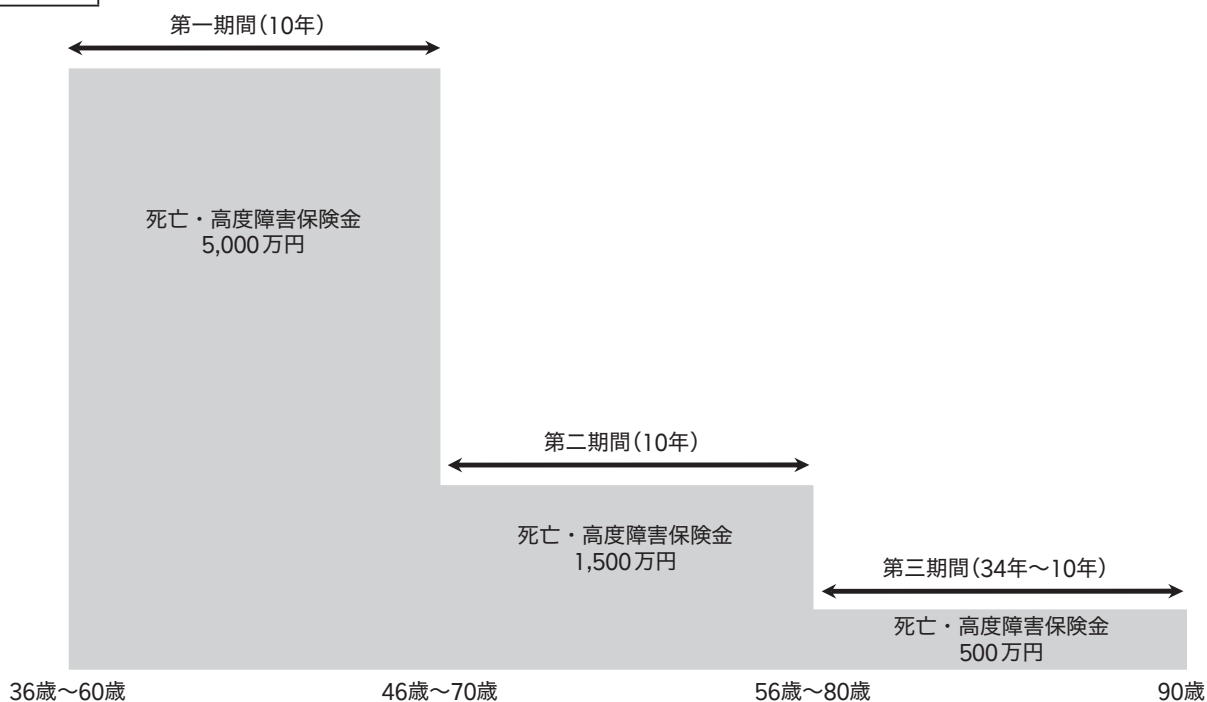 第一期間（10年）
死亡・高度障害保険金
5,000万円
第二期間（10年）
死亡・高度障害保険金
1,500万円
第三期間（34年～10年）
死亡・高度障害保険金
500万円
36歳～60歳
46歳～70歳
56歳～80歳
90歳